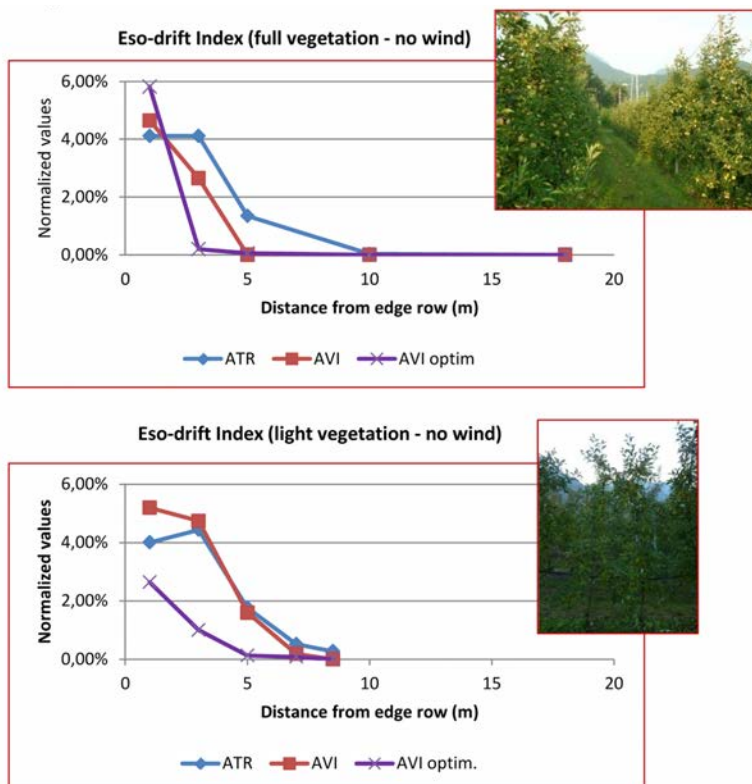 Eso-drift Index (full vegetation - no wind)
Normalized values
6,00%
4,00%
2,00%
0,00%
0 5 10 15 20
Distance from edge row (m)
ATR AVI AVI optim
Eso-drift Index (light vegetation - no wind)
Normalized values
6,00%
4,00%
2,00%
0,00%
0 5 10 15 20
Distance from edge row (m)
ATR AVI AVI optim.